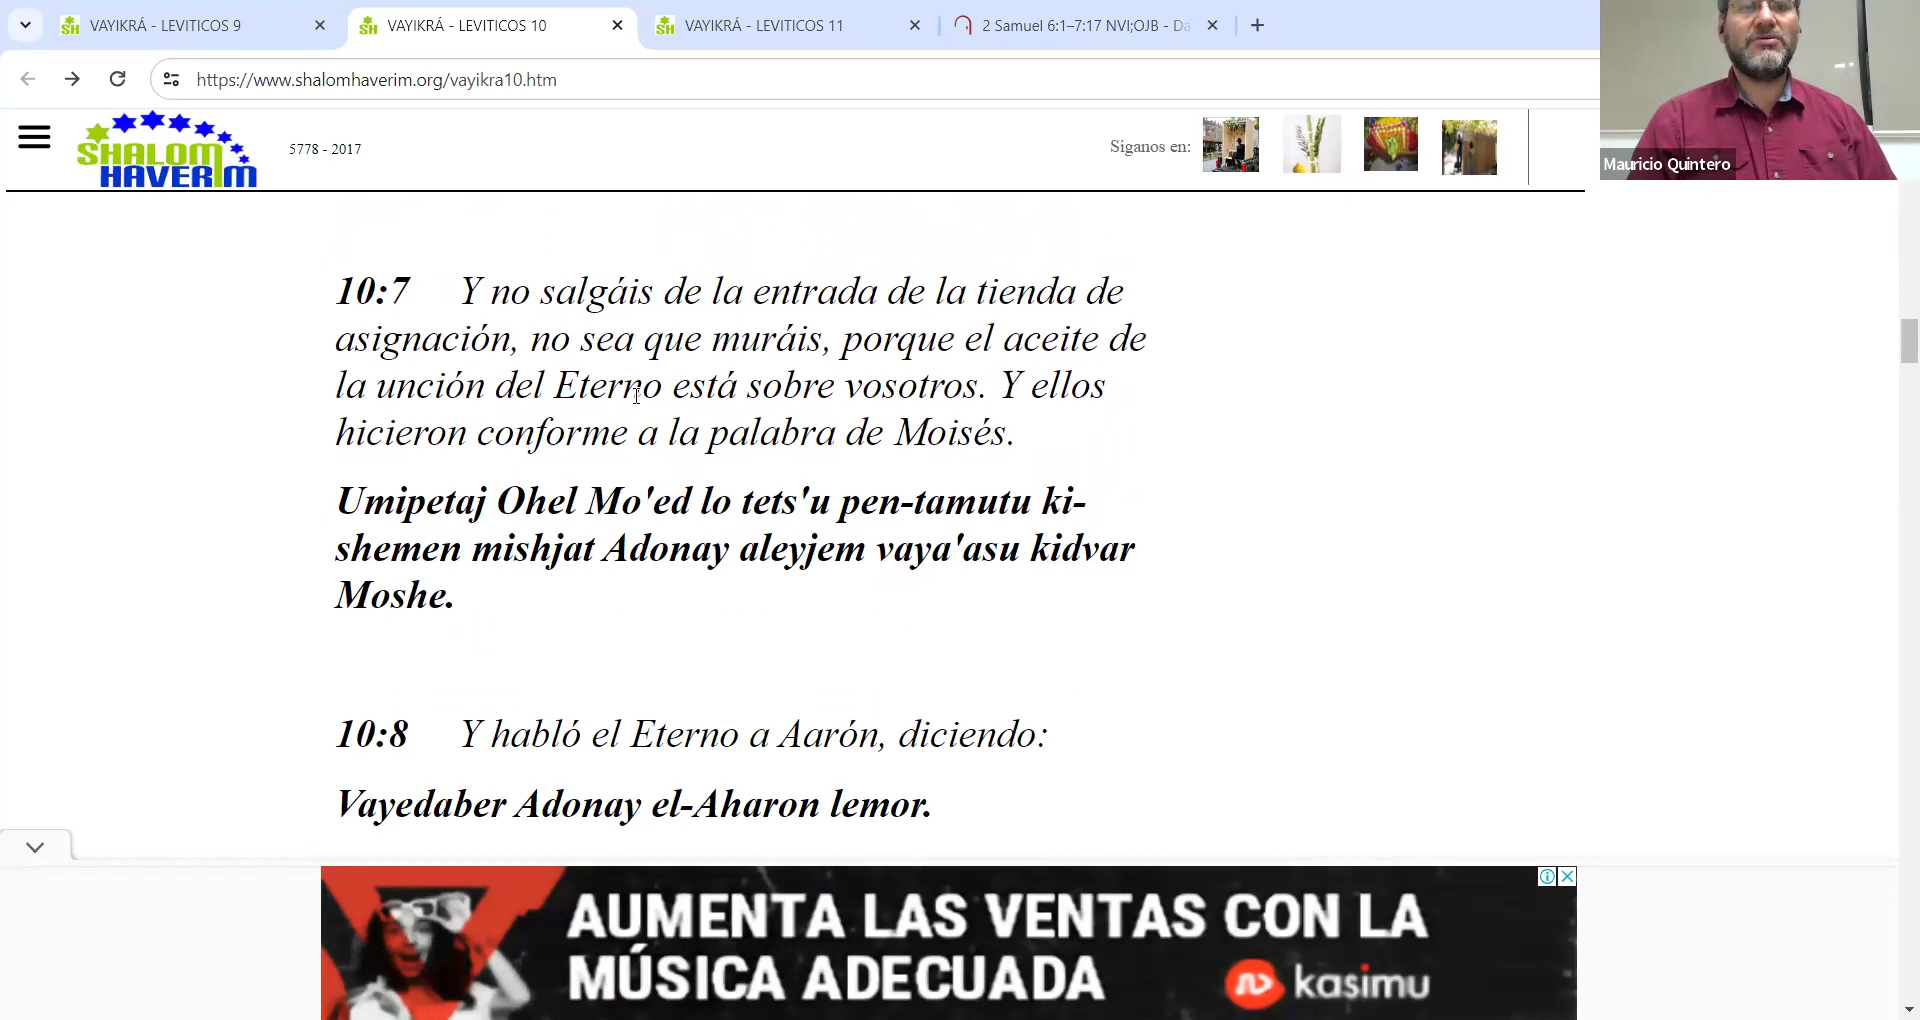 VAYIKRÁ - LEVITICOS 9
VAYIKRÁ - LEVITICOS 10
VAYIKRÁ - LEVITICOS 11
2 Samuel 6:1–7:17 NVI;OJB - Da
https://www.shalomhaverim.org/vayikra10.htm
SHALOM
HAVERIM
5778 - 2017
Síganos en:
Mauricio Quintero
10:7 Y no salgáis de la entrada de la tienda de
asignación, no sea que muráis, porque el aceite de
la unción del Eterno está sobre vosotros. Y ellos
hicieron conforme a la palabra de Moisés.
Umipetaj Ohel Mo'ed lo tets'u pen-tamutu ki-
shemen mishjat Adonay aleyjem vaya'asu kidvar
Moshe.
10:8 Y habló el Eterno a Aarón, diciendo:
Vayedaber Adonay el-Aharon lemor.
AUMENTA LAS VENTAS CON LA
MÚSICA ADECUADA
kasimu